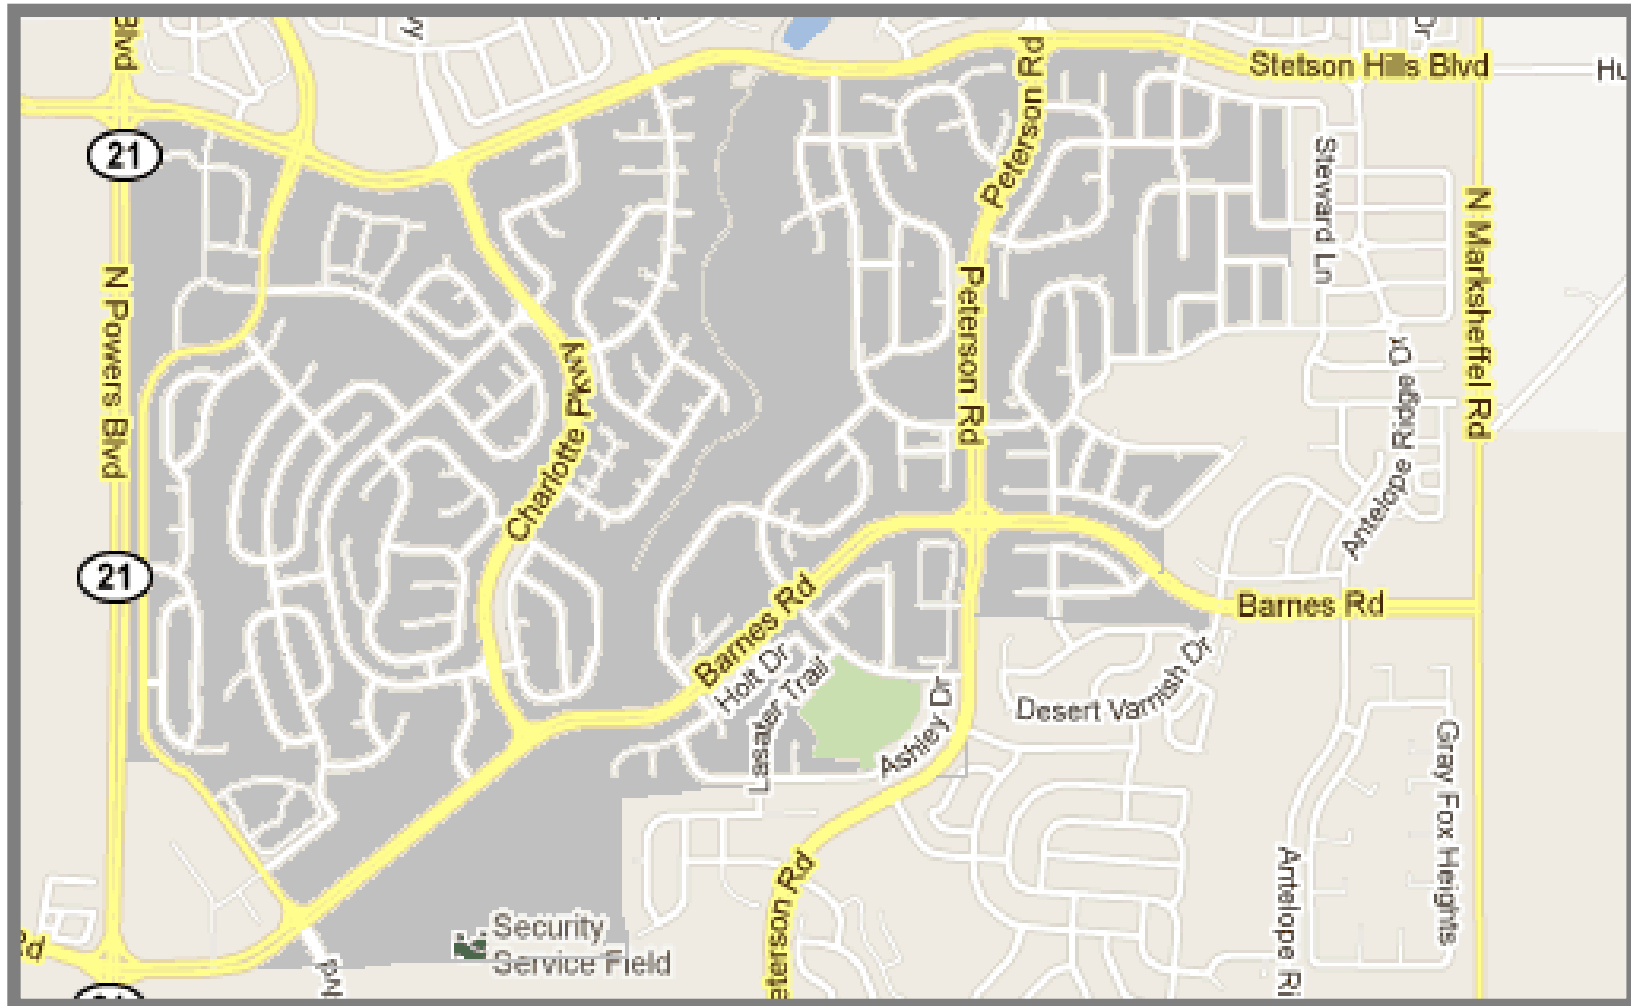 Blvd
Peterson Rd
Stetson Hills Blvd
Hu
Dr
21
Steward Ln
N Marksheffel Rd
N Powers Blvd
Peterson Rd
Charlotte Pkwy
Antelope Ridge Dr
21
Barnes Rd
Barnes Rd
Holt Dr
Lasater Trail
Ashley Dr
Desert Varnish Dr
Gray Fox Heights
Antelope Ri
eterson Rd
Security
Service Field
Rd